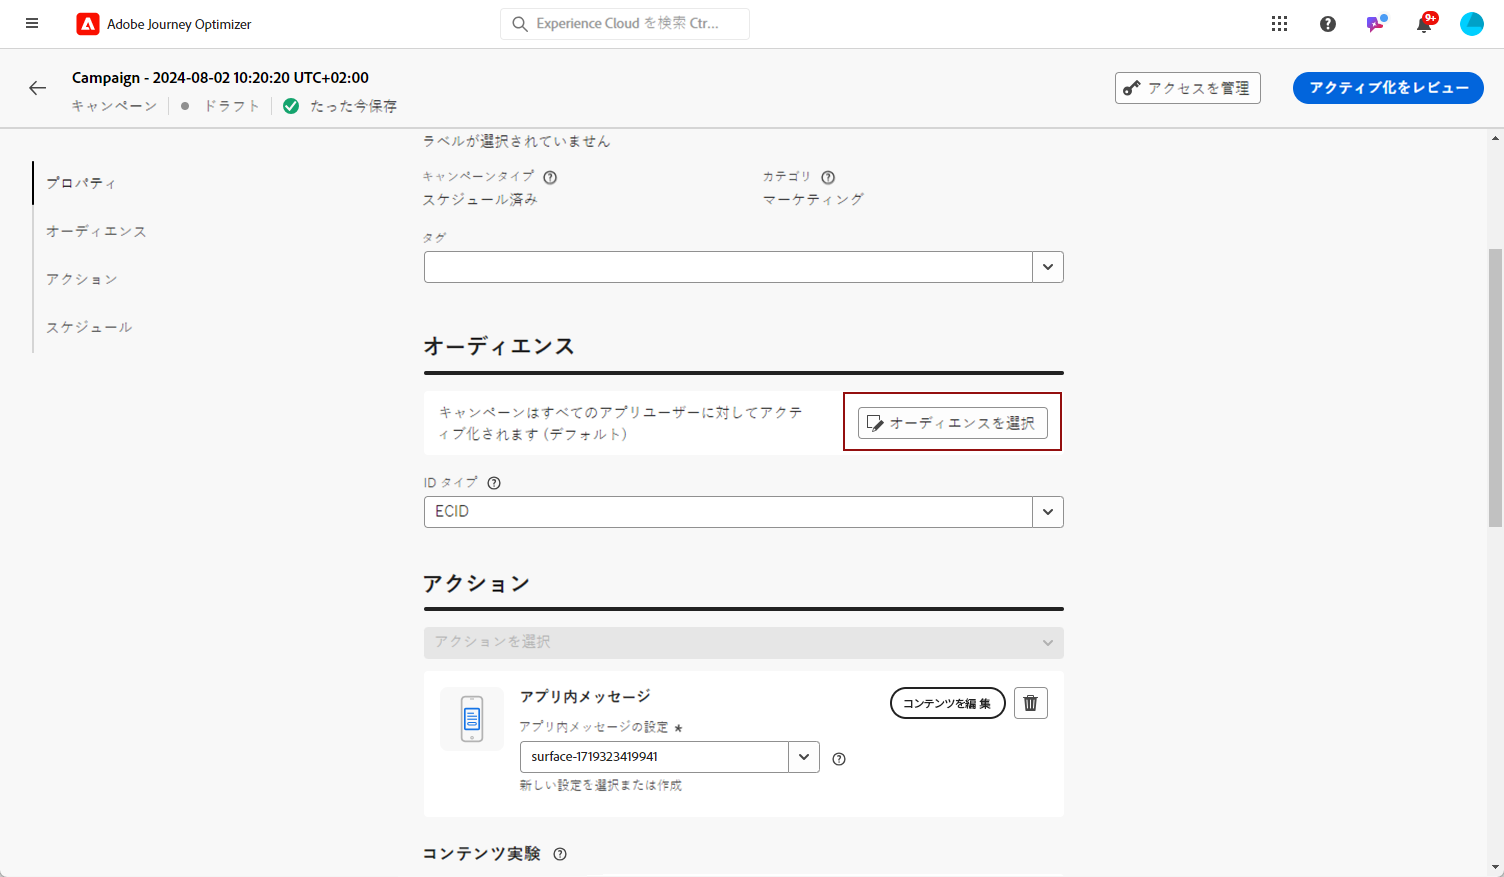 Adobe Journey Optimizer
Experience Cloud を検索 Ctr...
9+
Campaign - 2024-08-02 10:20:20 UTC+02:00
キャンペーン
ドラフト
たった今保存
アクセスを管理
アクティブ化をレビュー
プロパティ
オーディエンス
アクション
スケジュール
ラベルが選択されていません
キャンペーンタイプ
カテゴリ
スケジュール済み
マーケティング
タグ
オーディエンス
キャンペーンはすべてのアプリユーザーに対してアクテ
ィブ化されます (デフォルト)
オーディエンスを選択
ID タイプ
ECID
アクション
アクションを選択
アプリ内メッセージ
コンテンツを編 集
アプリ内メッセージの設定 *
surface-1719323419941
新しい設定を選択または作成
コンテンツ実験